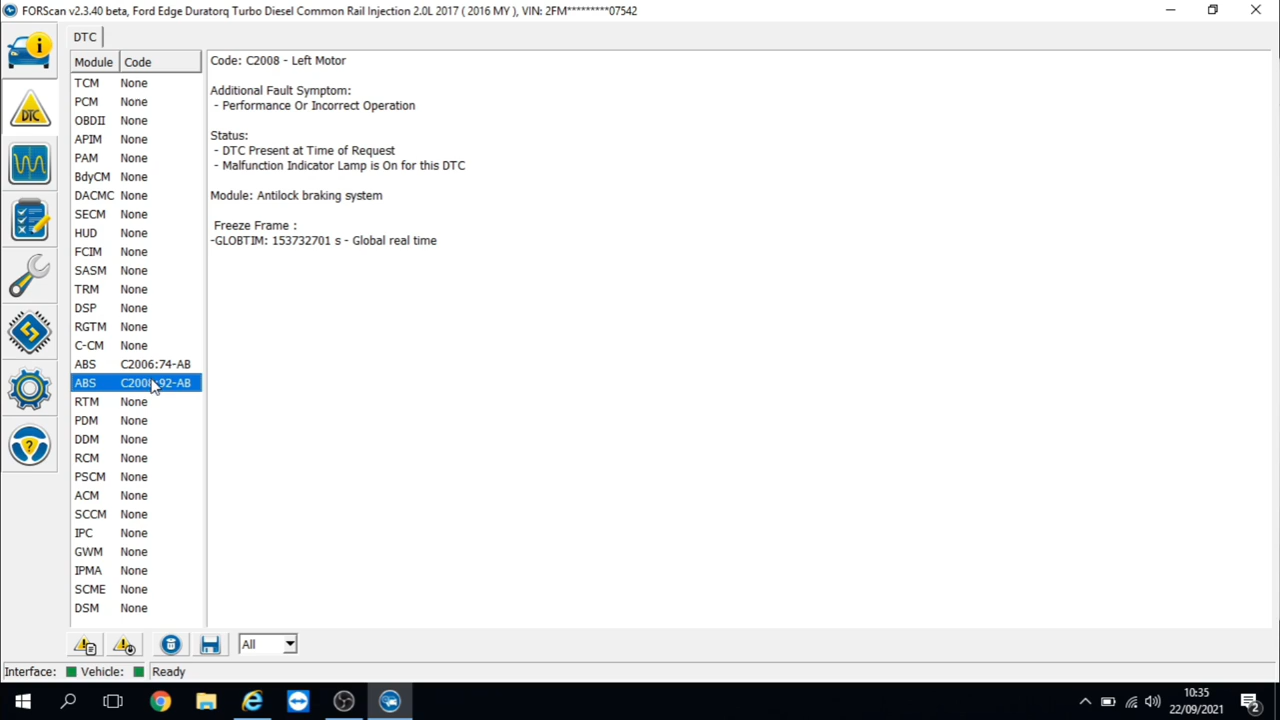 FORScan v2.3.40 beta, Ford Edge Duratorq Turbo Diesel Common Rail Injection 2.0L 2017 ( 2016 MY ), VIN: 2FM*********07542
DTC
Module Code
TCM None
PCM None
OBDII None
APIM None
PAM None
BdyCM None
DACMC None
SECM None
HUD None
FCIM None
SASM None
TRM None
DSP None
RGTM None
C-CM None
ABS C2006:74-AB
ABS
RTM None
PDM None
DDM None
RCM None
PSCM None
ACM None
SCCM None
IPC None
GWM None
IPMA None
SCME None
DSM None
Code: C2008 - Left Motor
Additional Fault Symptom:
- Performance Or Incorrect Operation
Status:
- DTC Present at Time of Request
- Malfunction Indicator Lamp is On for this DTC
Module: Antilock braking system
Freeze Frame :
-GLOBTIM: 153732701 s - Global real time
All
Interface: Vehicle: Ready
10:35
22/09/2021
2
DTC